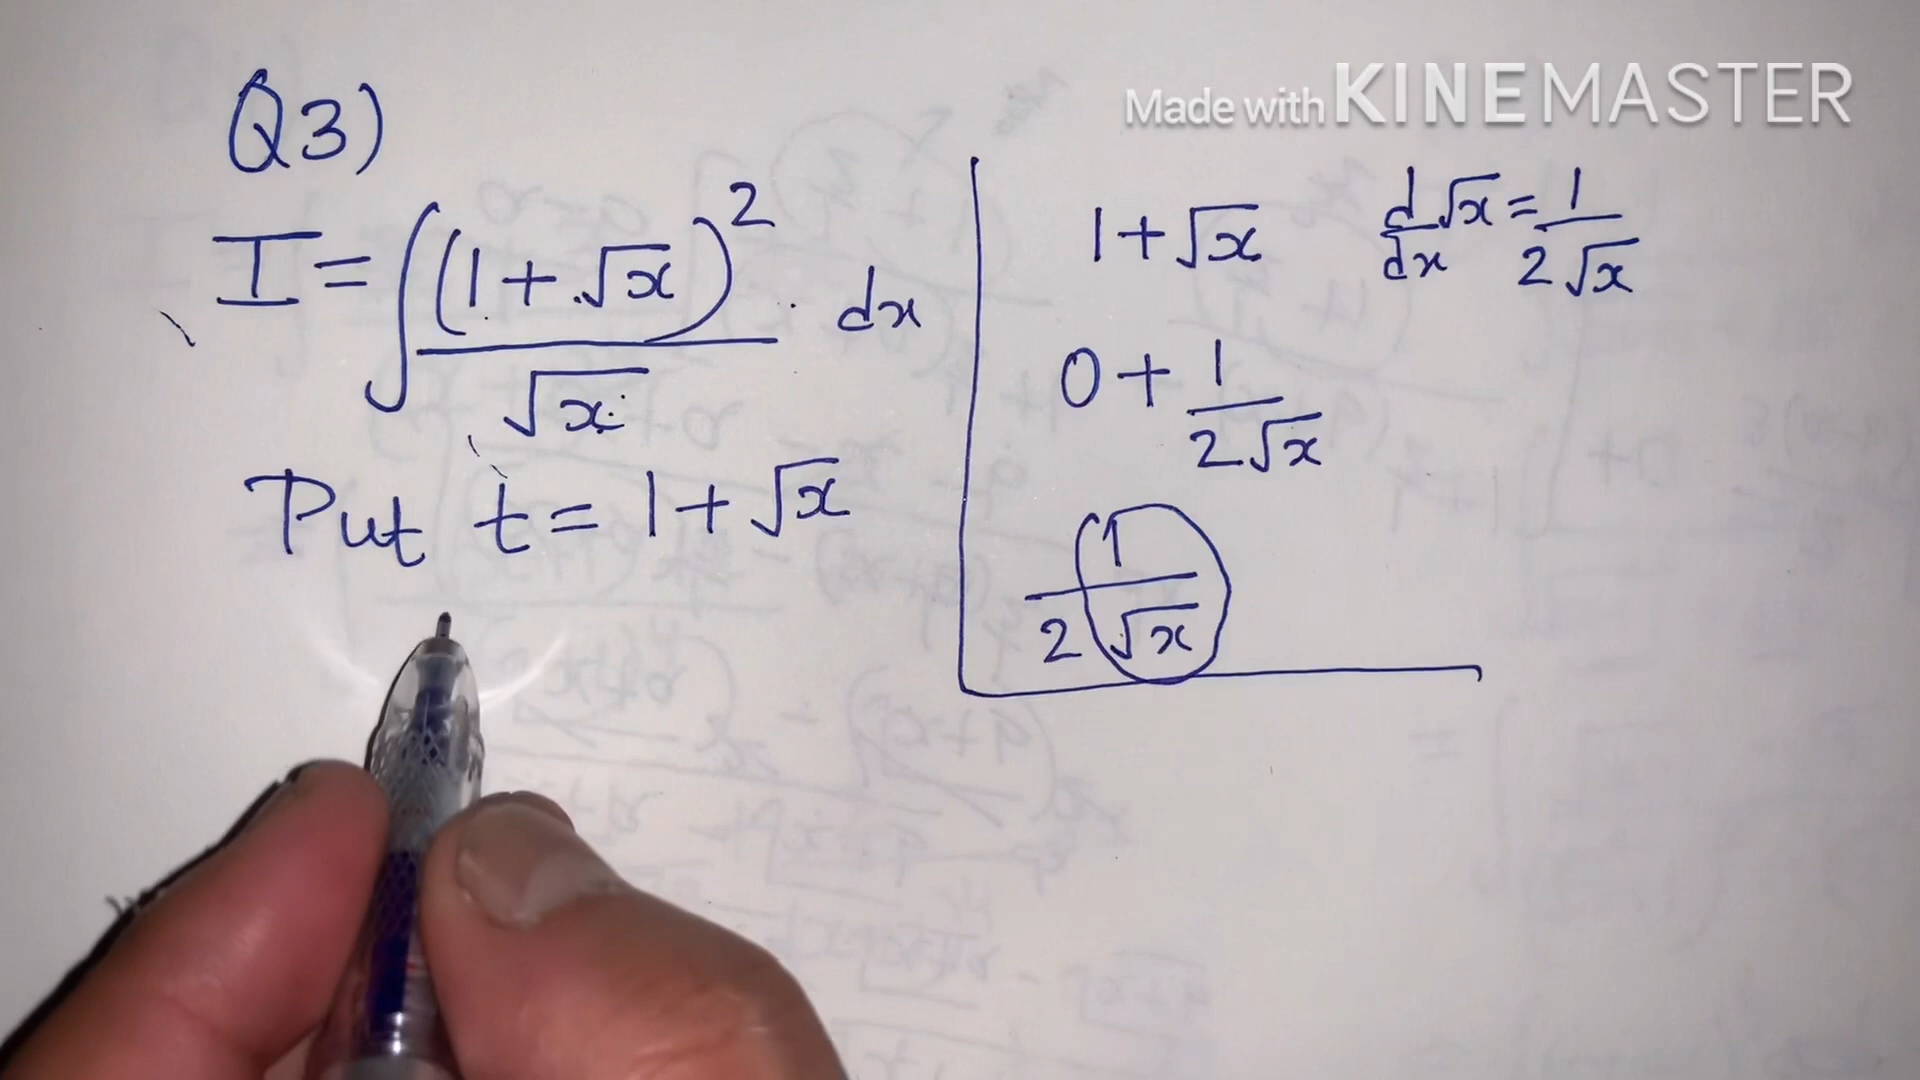 Q3)
I = ∫ (1 + √x)² / √x dx
Put t = 1 + √x
Made with KINEMASTER
1 + √x d/dx √x = 1 / 2√x
0 + 1 / 2√x
1 / 2√x